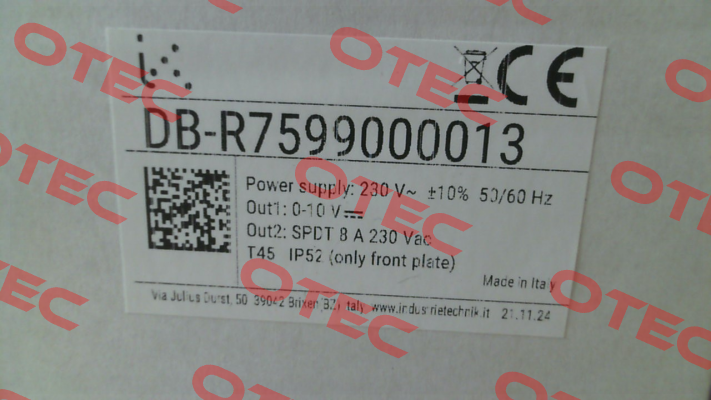 DB-R7599000013
Power supply: 230 V~ ±10% 50/60 Hz
Out1: 0-10 V⎓
Out2: SPDT 8 A 230 Vac
T45 IP52 (only front plate)
Made in Italy
Via Julius Durst, 50 39042 Brixen (BZ) Italy, www.industrietechnik.it 21.11.24
OTEC
OTEC
OTEC
OTEC
OTEC
OTEC
OTEC
OTEC
OTEC
OTEC
OTEC